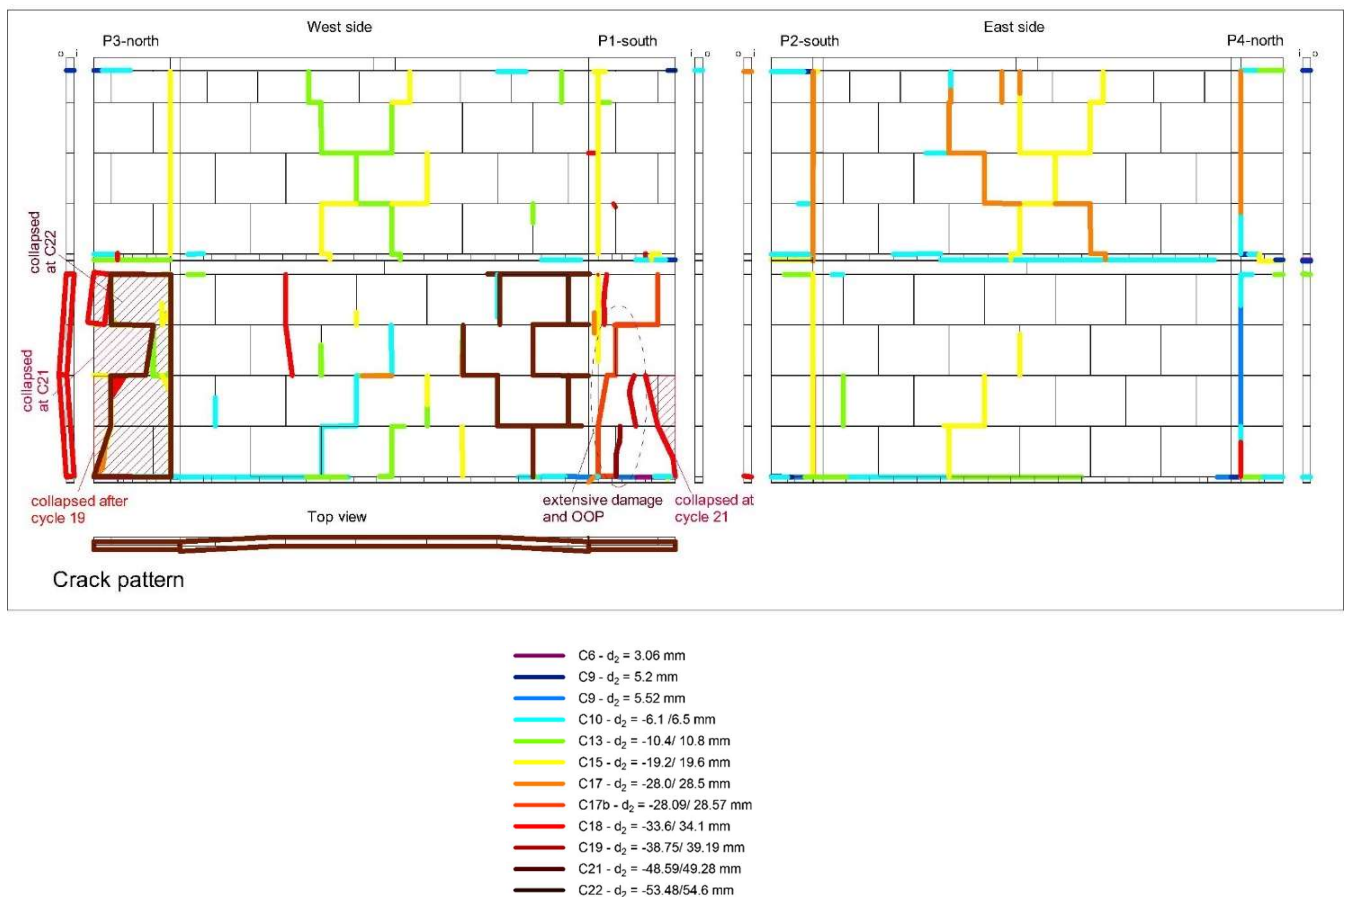 West side
East side
P3-north
P1-south
P2-south
P4-north
o i
i o
o i
i o
collapsed
at C22
collapsed
at C21
collapsed after
cycle 19
extensive damage
and OOP
collapsed at
cycle 21
Top view
Crack pattern
C6 - d₂ = 3.06 mm
C9 - d₂ = 5.2 mm
C9 - d₂ = 5.52 mm
C10 - d₂ = -6.1 /6.5 mm
C13 - d₂ = -10.4/ 10.8 mm
C15 - d₂ = -19.2/ 19.6 mm
C17 - d₂ = -28.0/ 28.5 mm
C17b - d₂ = -28.09/ 28.57 mm
C18 - d₂ = -33.6/ 34.1 mm
C19 - d₂ = -38.75/ 39.19 mm
C21 - d₂ = -48.59/49.28 mm
C22 - d₂ = -53.48/54.6 mm